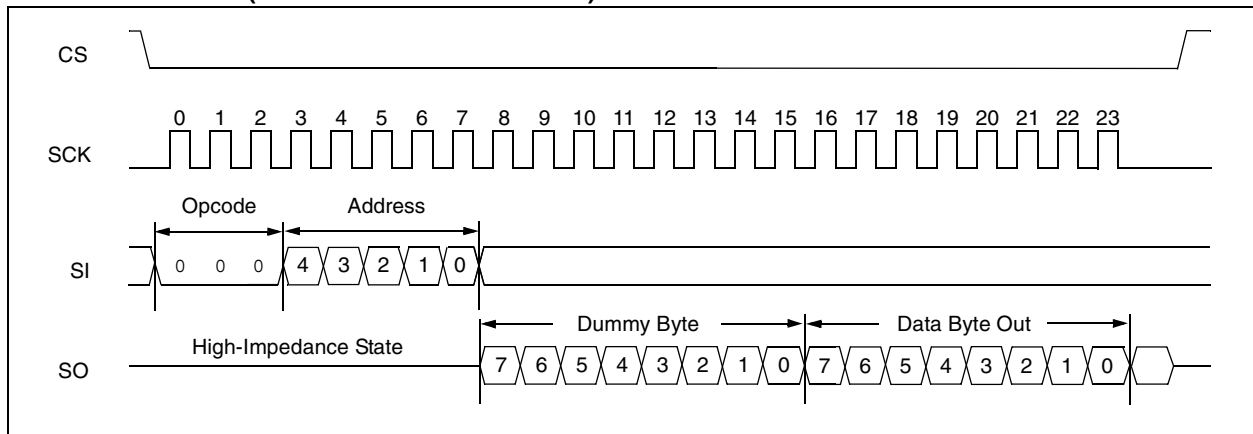 CS
0 1 2 3 4 5 6 7 8 9 10 11 12 13 14 15 16 17 18 19 20 21 22 23
SCK
Opcode Address
SI 0 0 0 4 3 2 1 0
Dummy Byte Data Byte Out
High-Impedance State
SO 7 6 5 4 3 2 1 0 7 6 5 4 3 2 1 0